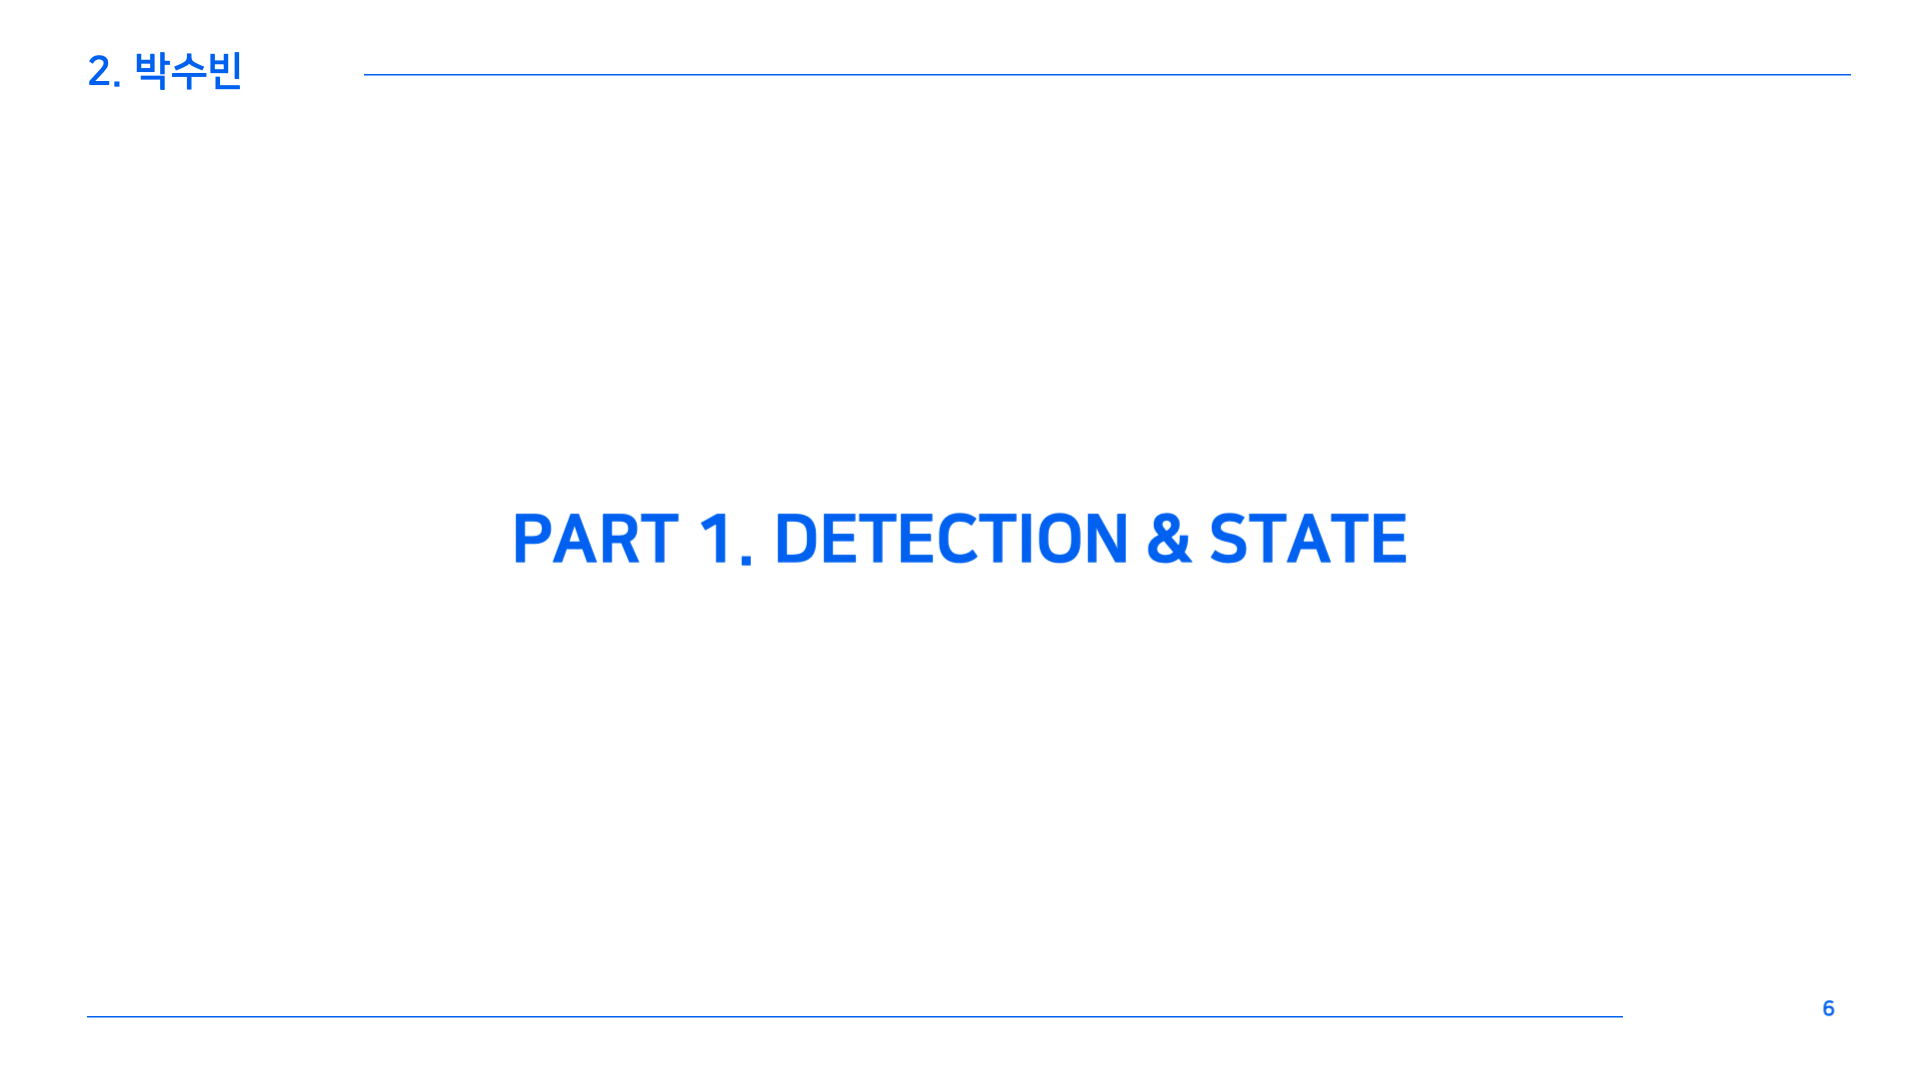 2. 박수빈
PART 1. DETECTION & STATE
6